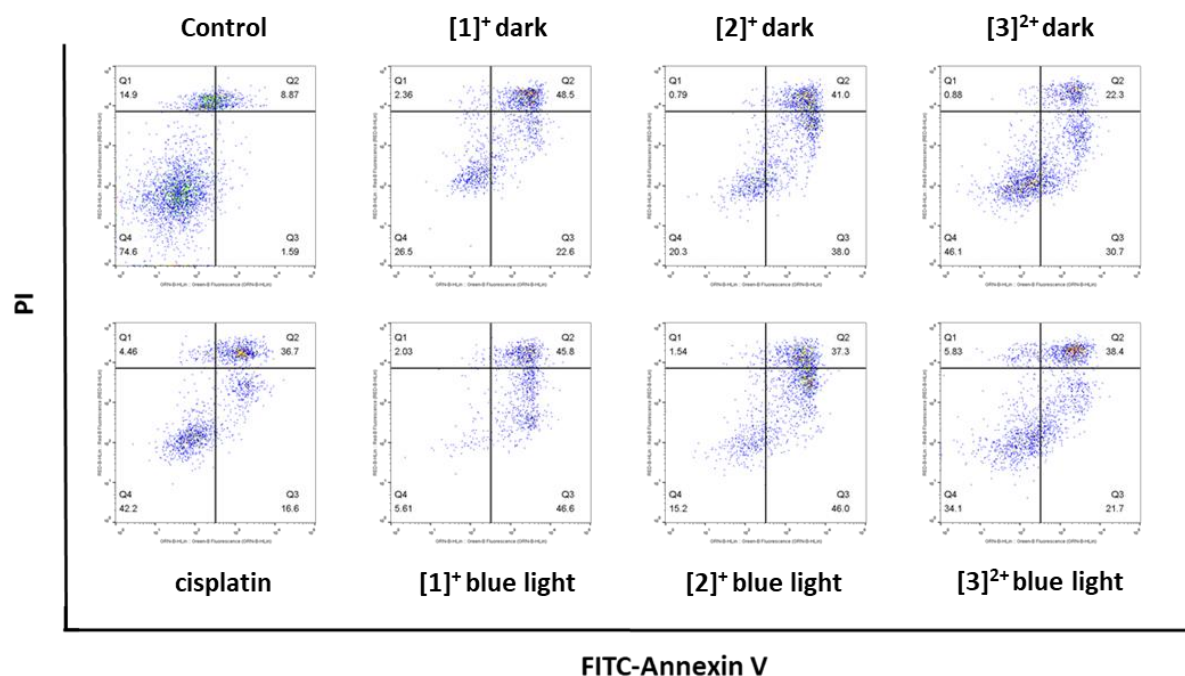 Control
[1]⁺ dark
[2]⁺ dark
[3]²⁺ dark
Q1
14.9
Q2
8.87
Q4
74.6
Q3
1.59
Q1
2.36
Q2
48.5
Q4
26.5
Q3
22.6
Q1
0.79
Q2
41.0
Q4
20.3
Q3
38.0
Q1
0.88
Q2
22.3
Q4
46.1
Q3
30.7
PI
Q1
4.46
Q2
36.7
Q4
42.2
Q3
16.6
Q1
2.03
Q2
45.8
Q4
5.61
Q3
46.6
Q1
1.54
Q2
37.3
Q4
15.2
Q3
46.0
Q1
5.83
Q2
38.4
Q4
34.1
Q3
21.7
cisplatin
[1]⁺ blue light
[2]⁺ blue light
[3]²⁺ blue light
FITC-Annexin V